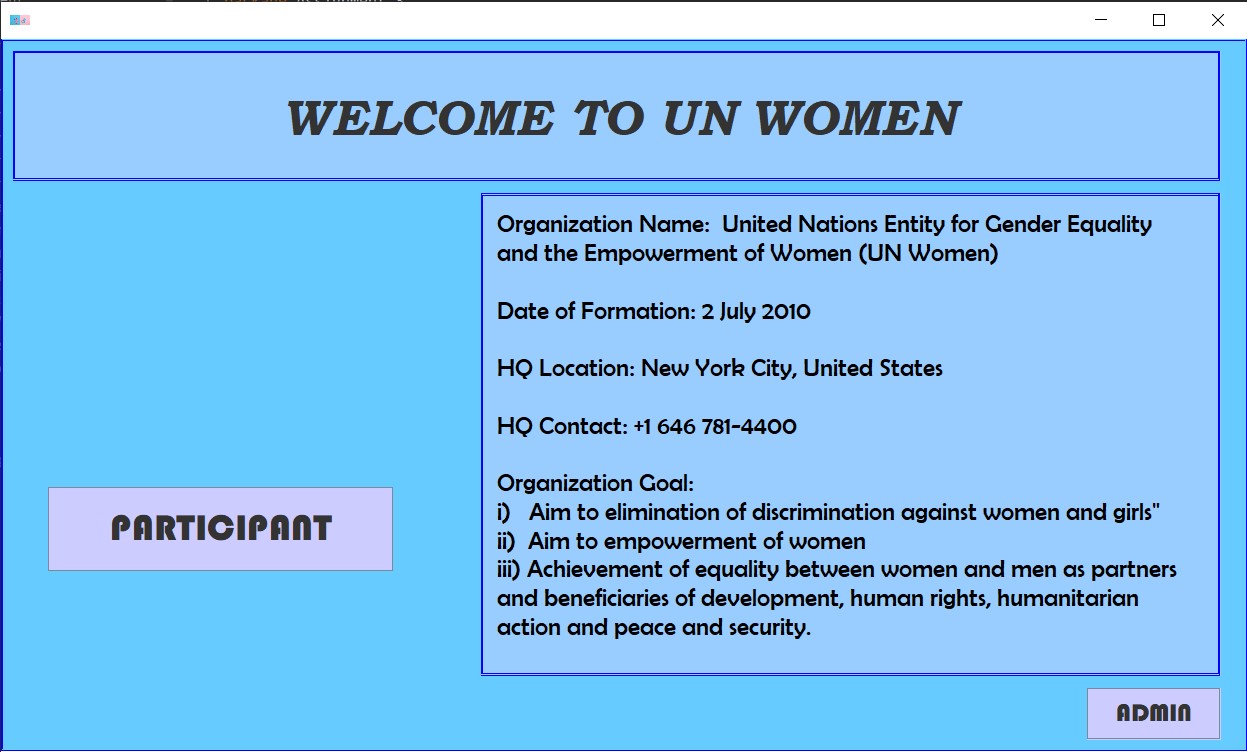 WELCOME TO UN WOMEN
Organization Name:  United Nations Entity for Gender Equality
and the Empowerment of Women (UN Women)
Date of Formation: 2 July 2010
HQ Location: New York City, United States
HQ Contact: +1 646 781-4400
Organization Goal:
i)   Aim to elimination of discrimination against women and girls"
ii)  Aim to empowerment of women
iii) Achievement of equality between women and men as partners
and beneficiaries of development, human rights, humanitarian
action and peace and security.
PARTICIPANT
ADMIN